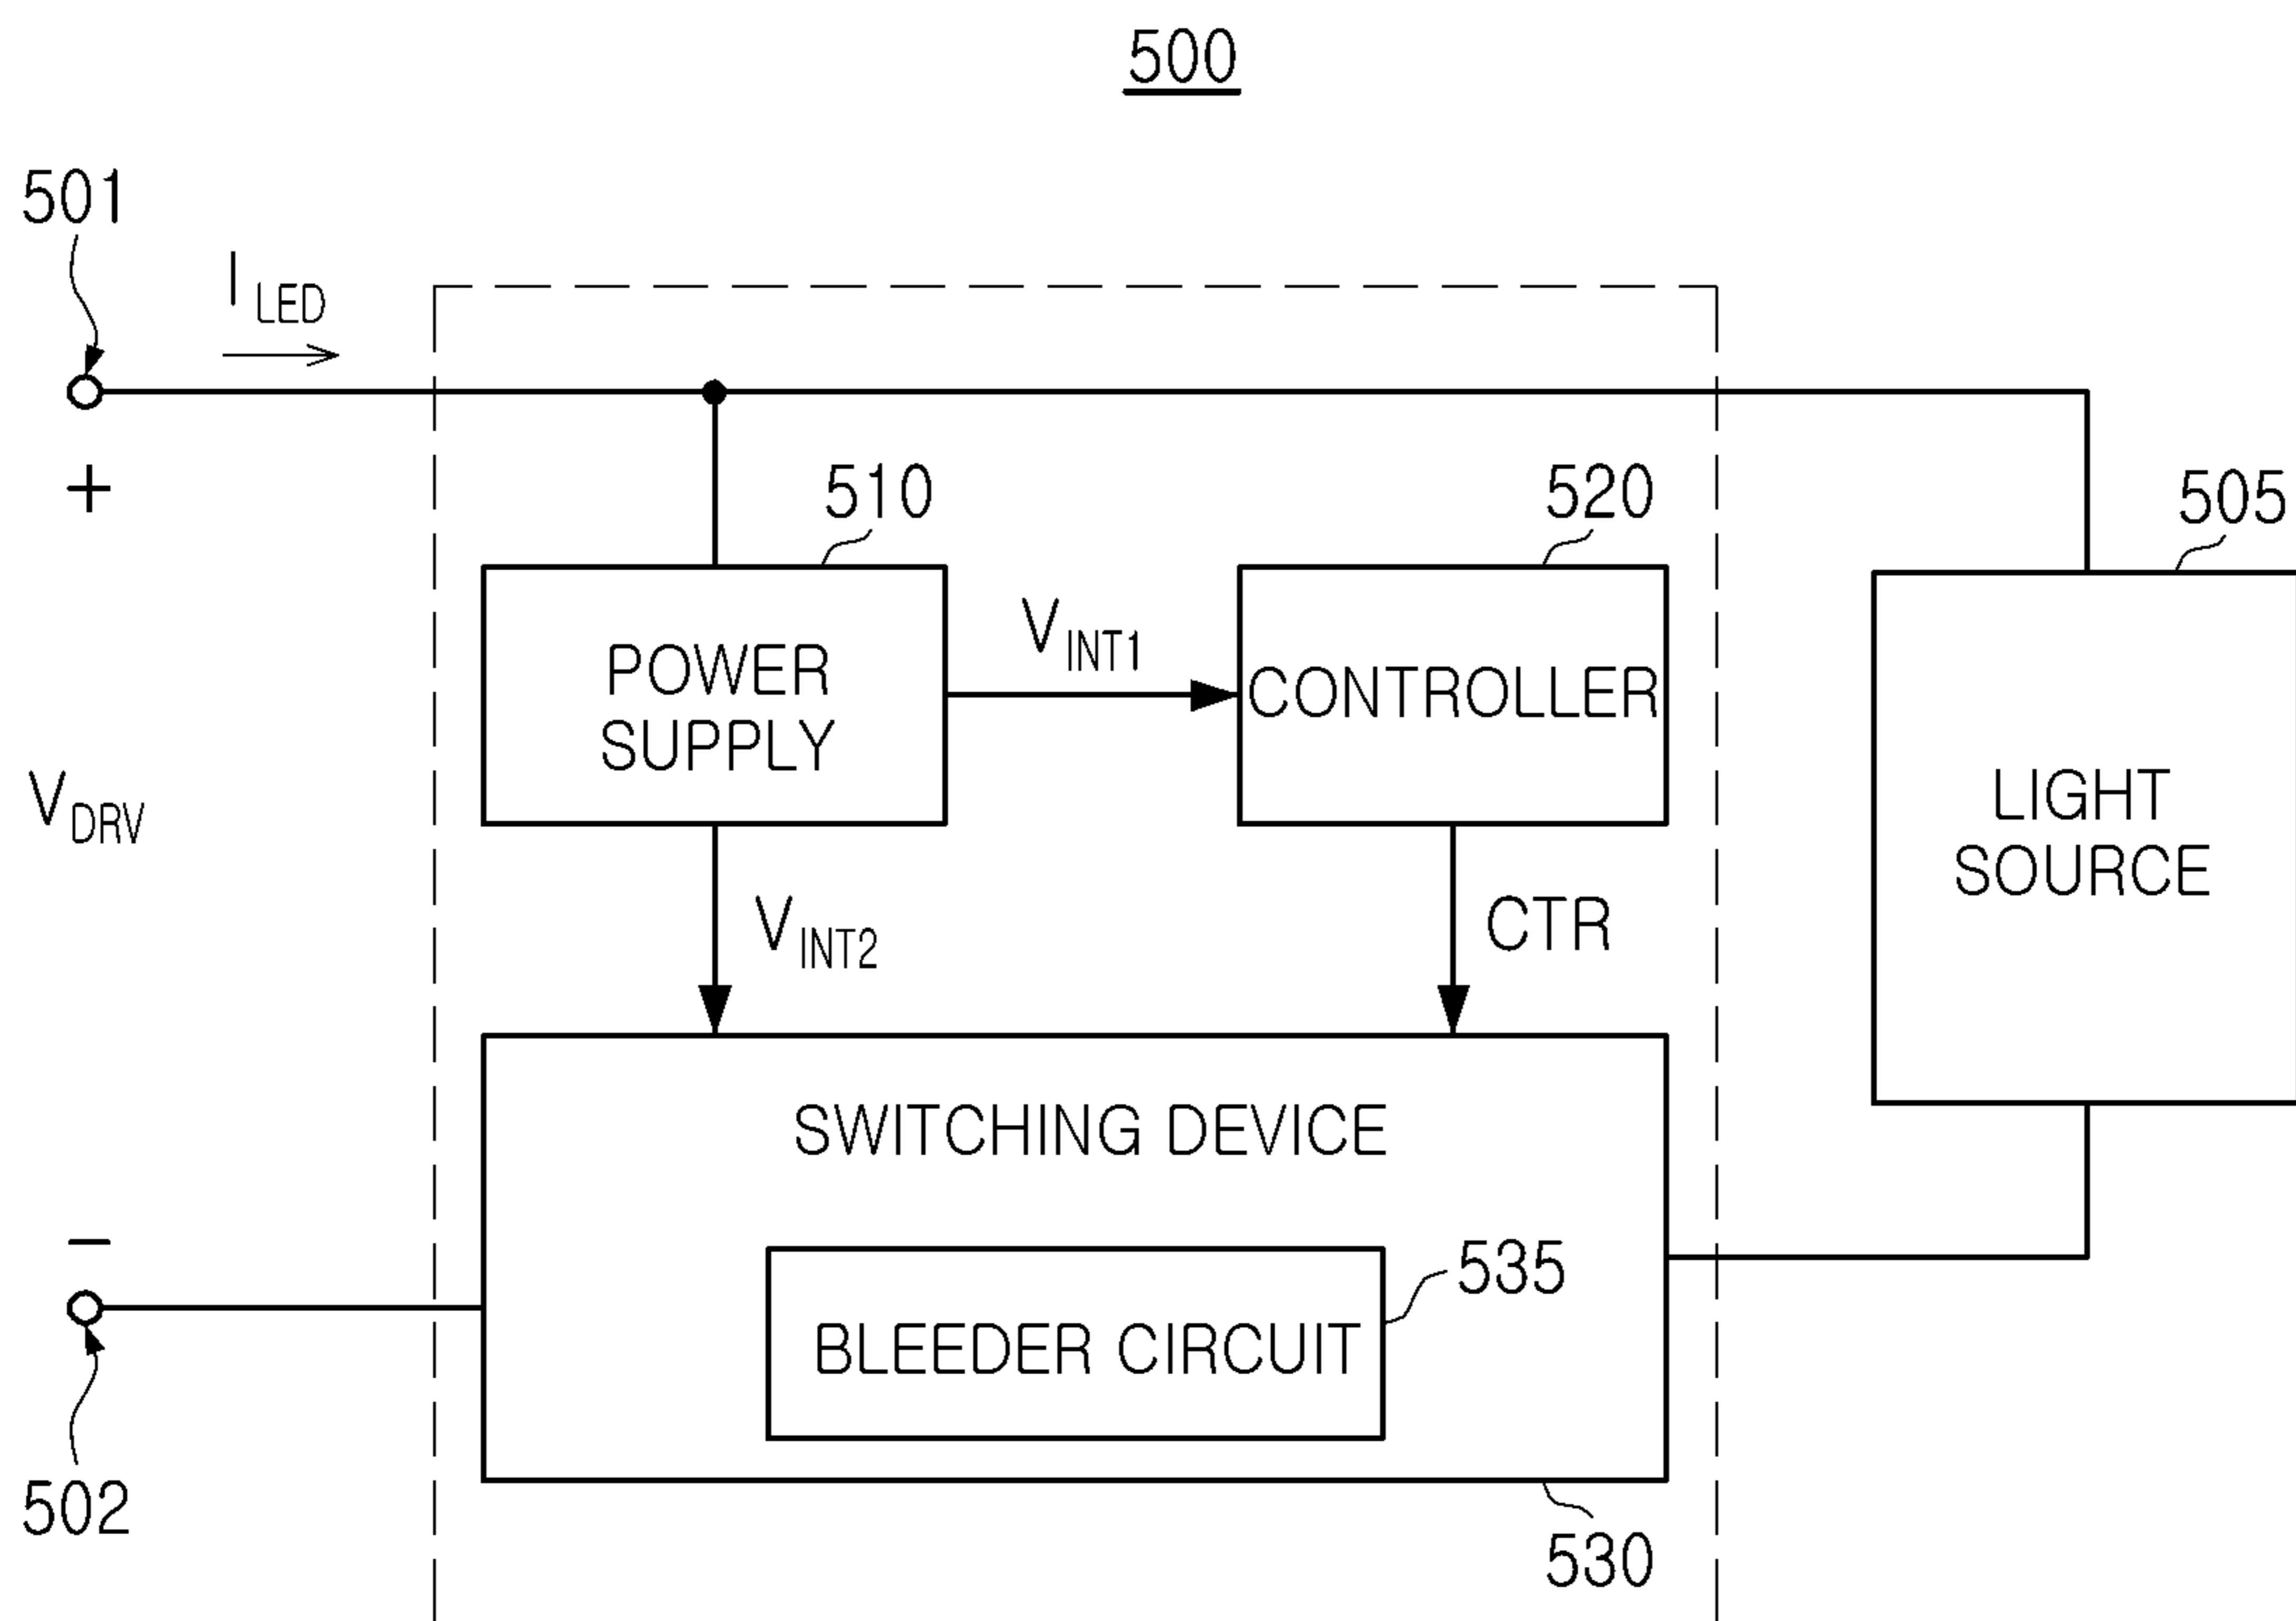 500
501
I LED
+
510
520
505
POWER
SUPPLY
V INT1
CONTROLLER
LIGHT
SOURCE
V DRV
V INT2
CTR
SWITCHING DEVICE
−
535
BLEEDER CIRCUIT
502
530